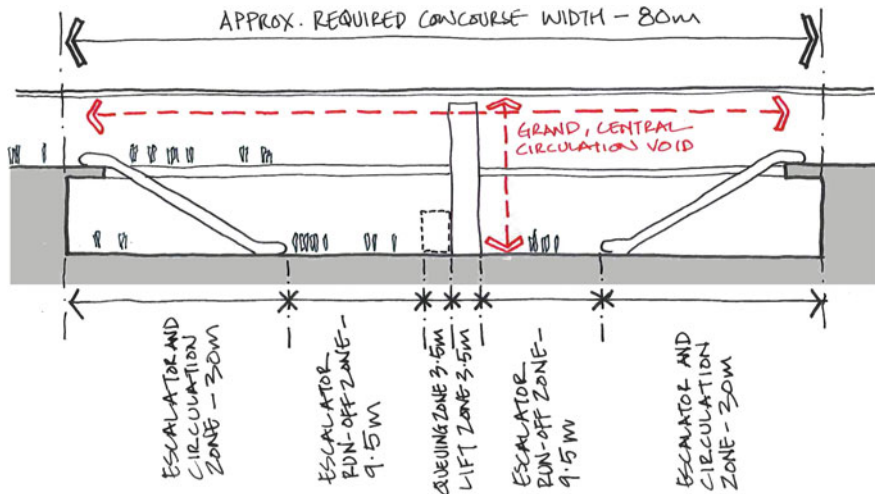 APPROX. REQUIRED CONCOURSE WIDTH - 80m
GRAND, CENTRAL
CIRCULATION VOID
ESCALATOR AND
CIRCULATION
ZONE - 30m
ESCALATOR
RUN-OFF ZONE-
9.5m
QUEUING ZONE 3.5m
LIFT ZONE 3.5m
ESCALATOR
RUN-OFF ZONE-
9.5m
ESCALATOR AND
CIRCULATION
ZONE-30m